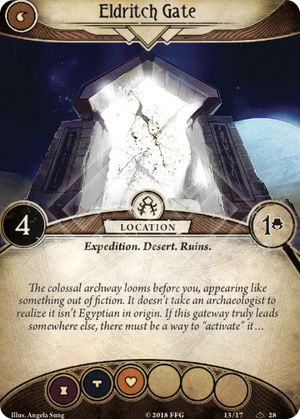 Eldritch Gate
4
LOCATION
1
Expedition. Desert. Ruins.
The colossal archway looms before you, appearing like
something out of fiction. It doesn't take an archaeologist to
realize it isn't Egyptian in origin. If this gateway truly leads
somewhere else, there must be a way to “activate” it…
Illus. Angela Sung © 2018 FFG 13/17 28